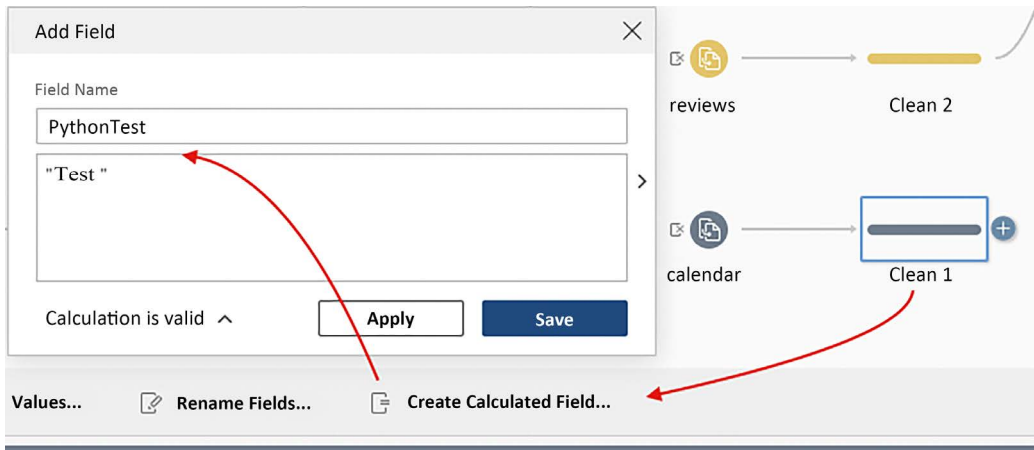 Add Field
Field Name
PythonTest
"Test "
Calculation is valid
Apply
Save
reviews
Clean 2
calendar
Clean 1
Values...
Rename Fields...
Create Calculated Field...